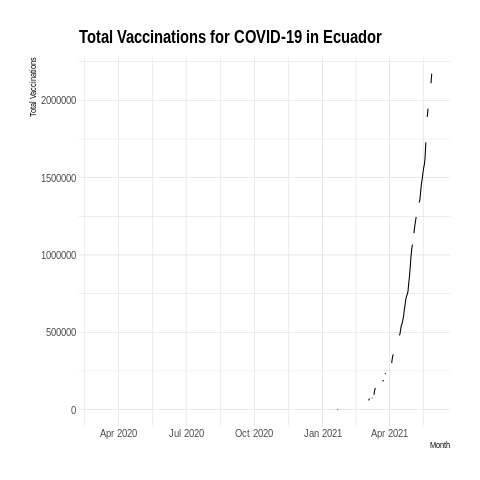 Total Vaccinations for COVID-19 in Ecuador
Total Vaccinations
2000000
1500000
1000000
500000
0
Apr 2020 Jul 2020 Oct 2020 Jan 2021 Apr 2021
Month